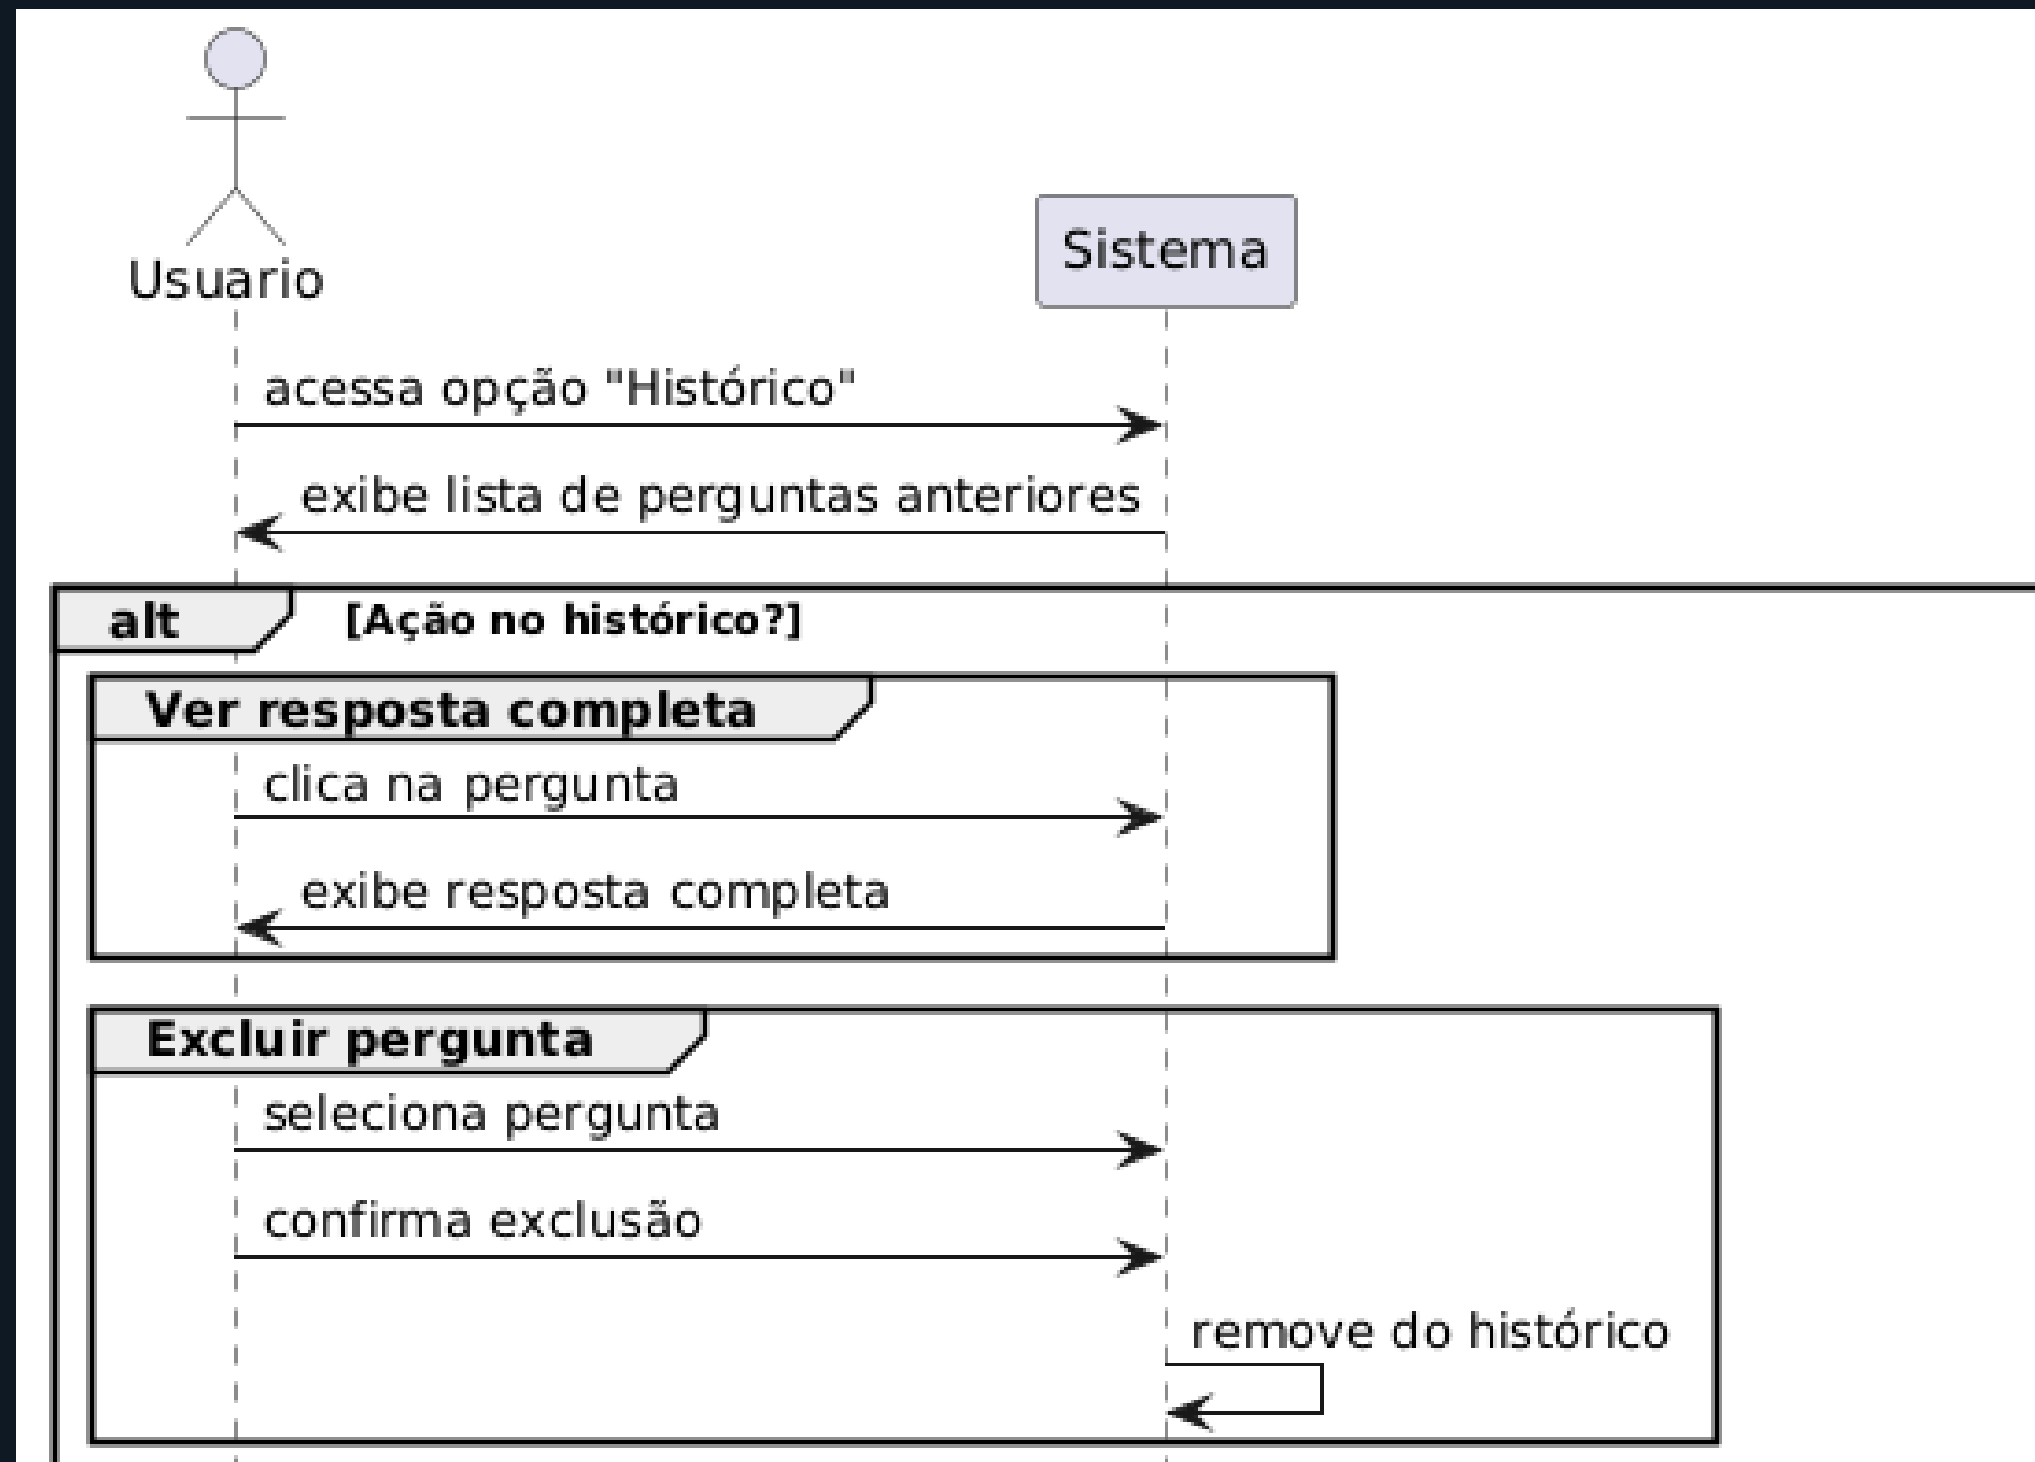 Usuario
Sistema
acessa opção "Histórico"
exibe lista de perguntas anteriores
alt [Ação no histórico?]
Ver resposta completa
clica na pergunta
exibe resposta completa
Excluir pergunta
seleciona pergunta
confirma exclusão
remove do histórico